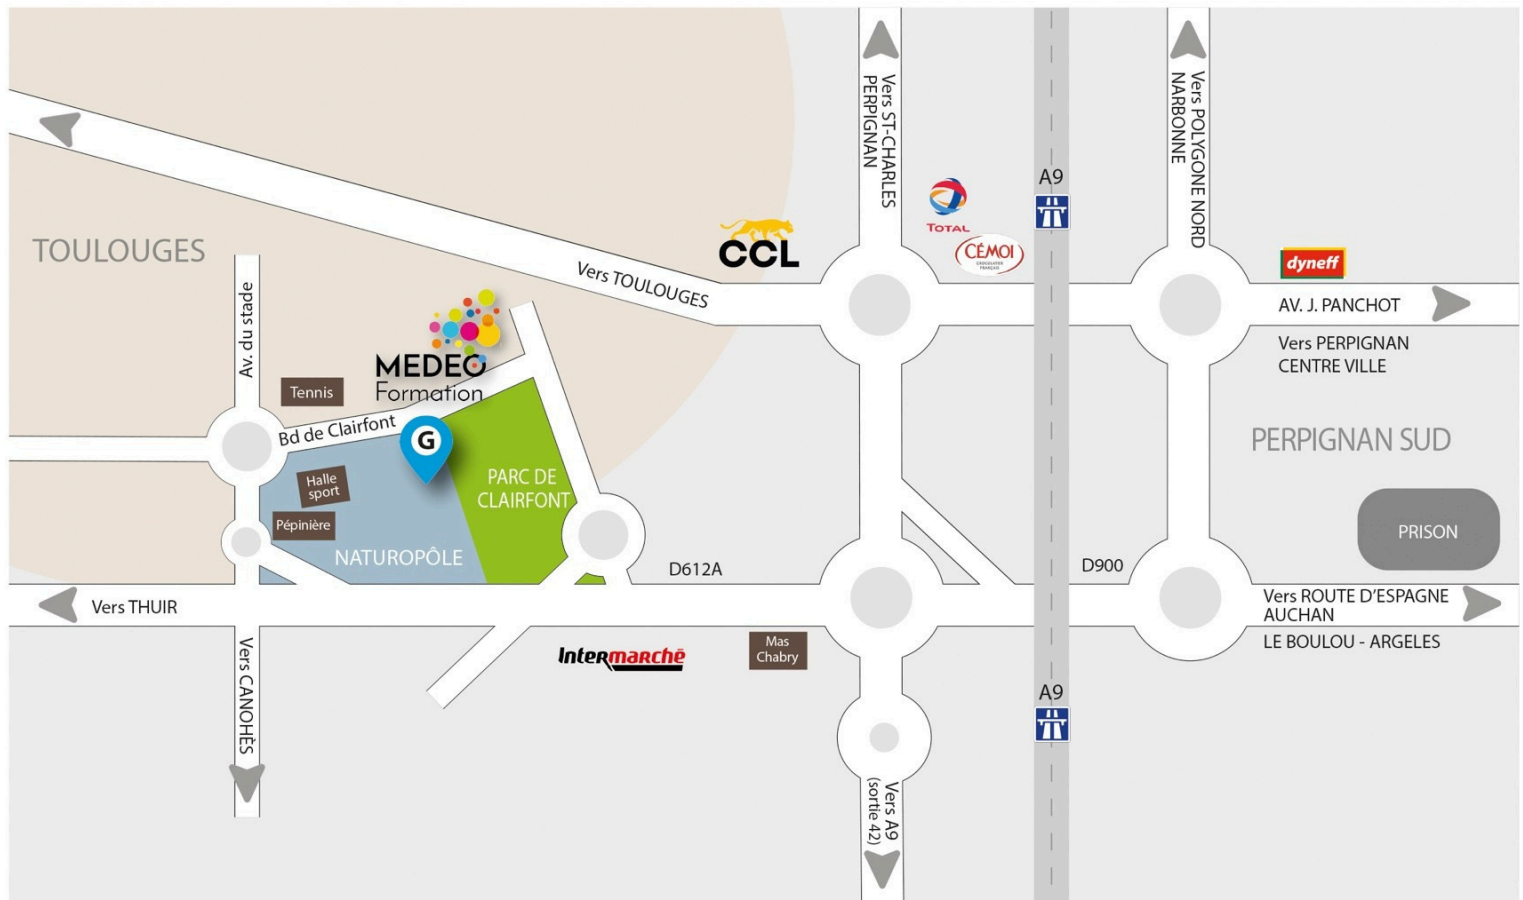 Vers ST-CHARLES
PERPIGNAN
Vers POLYGONE NORD
NARBONNE
A9
TOTAL
CÉMOI
CHOCOLATIER
FRANÇAIS
CCL
TOULOUGES
Vers TOULOUGES
dyneff
AV. J. PANCHOT
Vers PERPIGNAN
CENTRE VILLE
Av. du stade
MEDEO
Formation
Tennis
Bd de Clairfont
G
PERPIGNAN SUD
Halle
sport
PARC DE
CLAIRFONT
Pépinière
NATUROPÔLE
PRISON
D612A
D900
Vers THUIR
Vers ROUTE D'ESPAGNE
AUCHAN
LE BOULOU - ARGELES
Vers CANOHÈS
Intermarchē
Mas
Chabry
A9
Vers A9
(sortie 42)